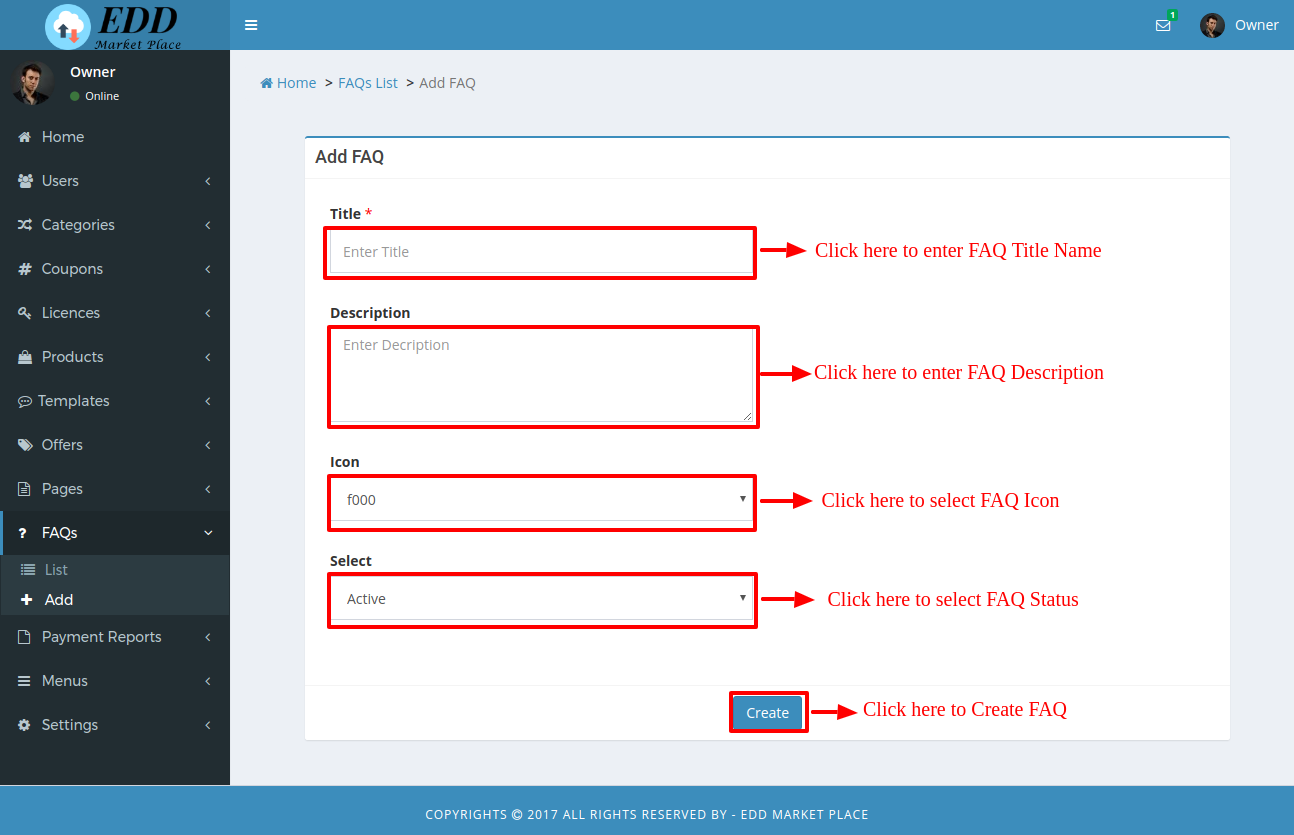 EDD
Market Place
1
Owner
Owner
Online
Home
Users
Categories
Coupons
Licences
Products
Templates
Offers
Pages
FAQs
List
Add
Payment Reports
Menus
Settings
Home > FAQs List > Add FAQ
Add FAQ
Title *
Enter Title
Click here to enter FAQ Title Name
Description
Enter Decription
Click here to enter FAQ Description
Icon
f000
Click here to select FAQ Icon
Select
Active
Click here to select FAQ Status
Create
Click here to Create FAQ
COPYRIGHTS © 2017 ALL RIGHTS RESERVED BY - EDD MARKET PLACE